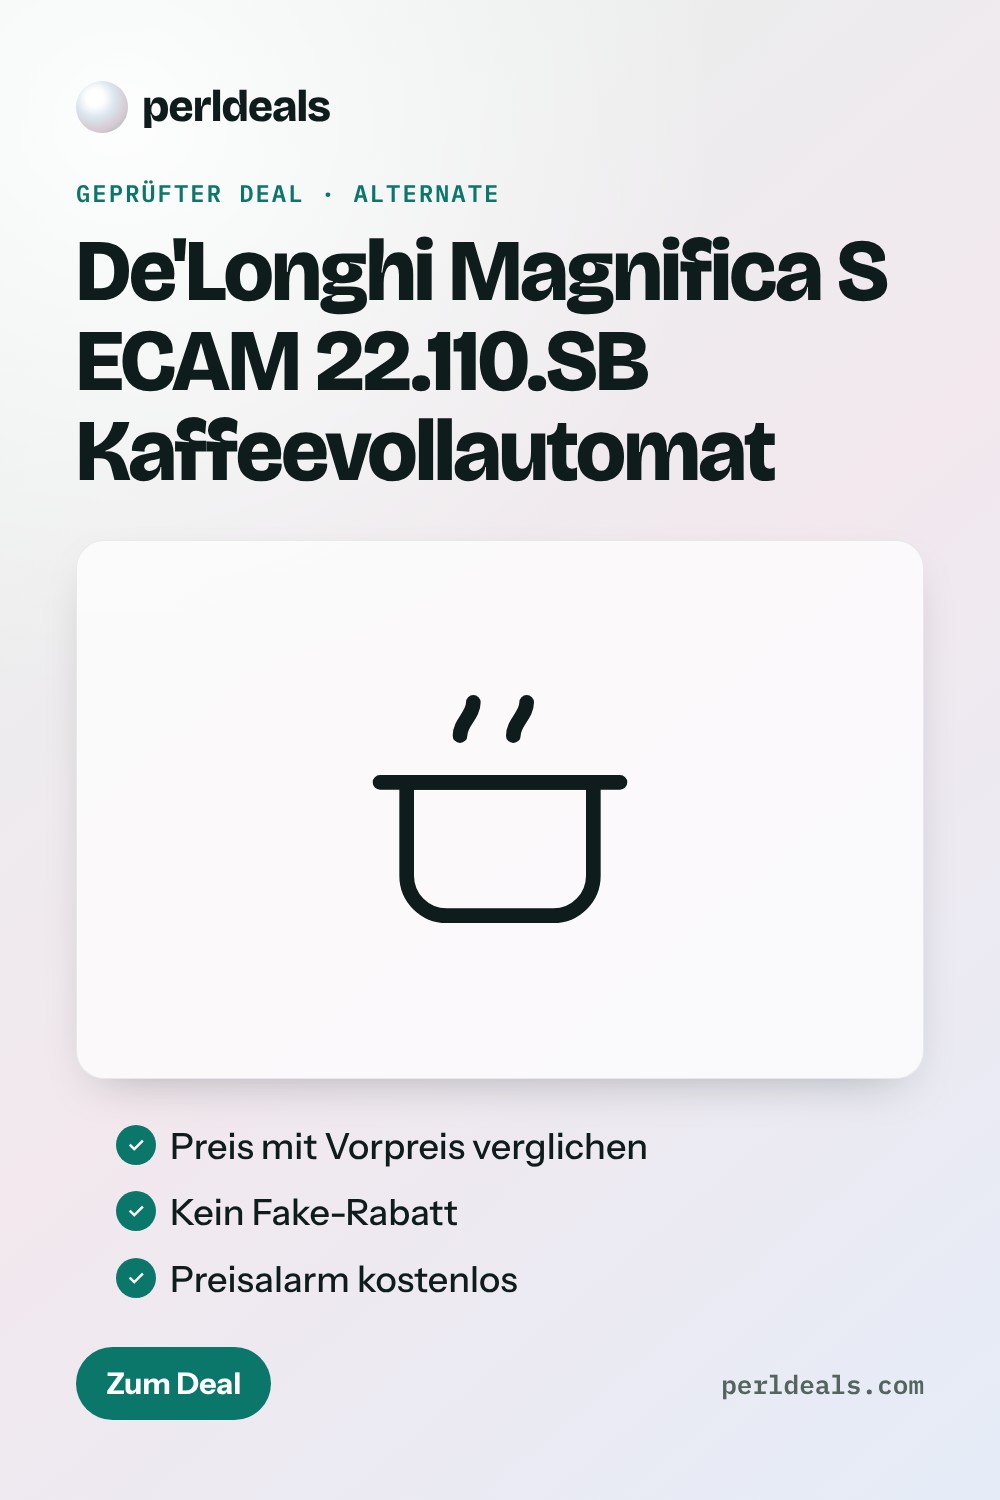 perldeals
GEPRÜFTER DEAL · ALTERNATE
De'Longhi Magnifica S
ECAM 22.110.SB
Kaffeevollautomat
Preis mit Vorpreis verglichen
Kein Fake-Rabatt
Preisalarm kostenlos
Zum Deal
perldeals.com